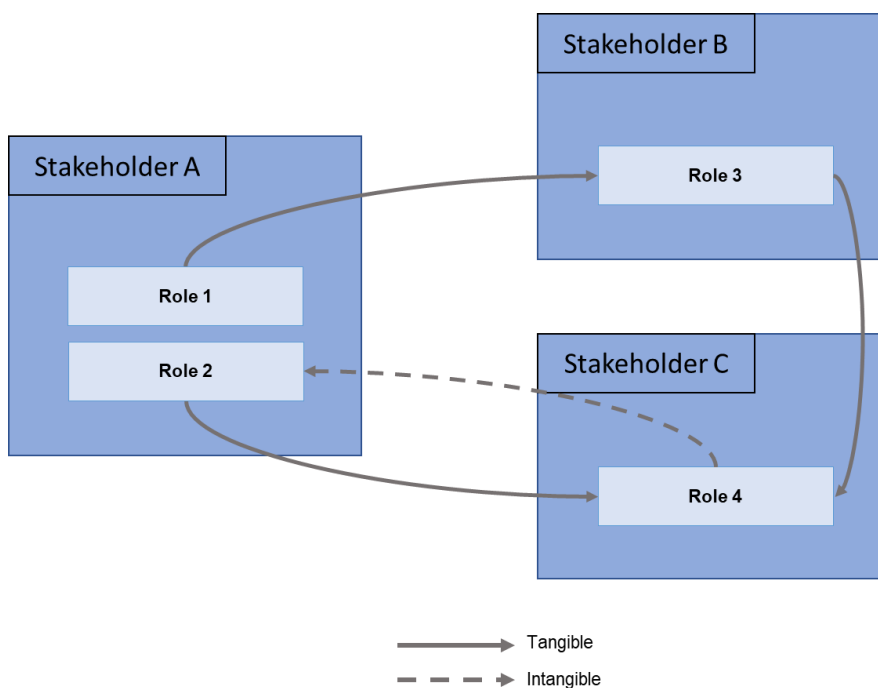 Stakeholder B
Role 3
Stakeholder A
Role 1
Role 2
Stakeholder C
Role 4
Tangible
Intangible